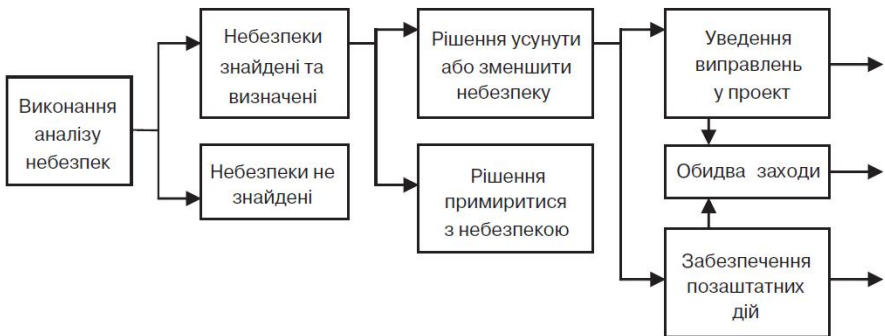 Виконання
аналізу
небезпек
Небезпеки
знайдені та
визначені
Небезпеки не
знайдені
Рішення усунути
або зменшити
небезпеку
Рішення
примиритися
з небезпекою
Уведення
виправлень
у проект
Обидва заходи
Забезпечення
позаштатних
дій